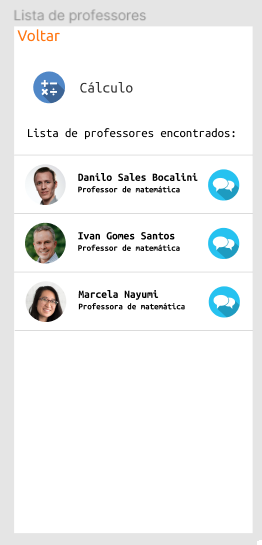 Lista de professores
Voltar
Cálculo
Lista de professores encontrados:
Danilo Sales Bocalini
Professor de matemática
Ivan Gomes Santos
Professor de matemática
Marcela Nayumi
Professora de matemática